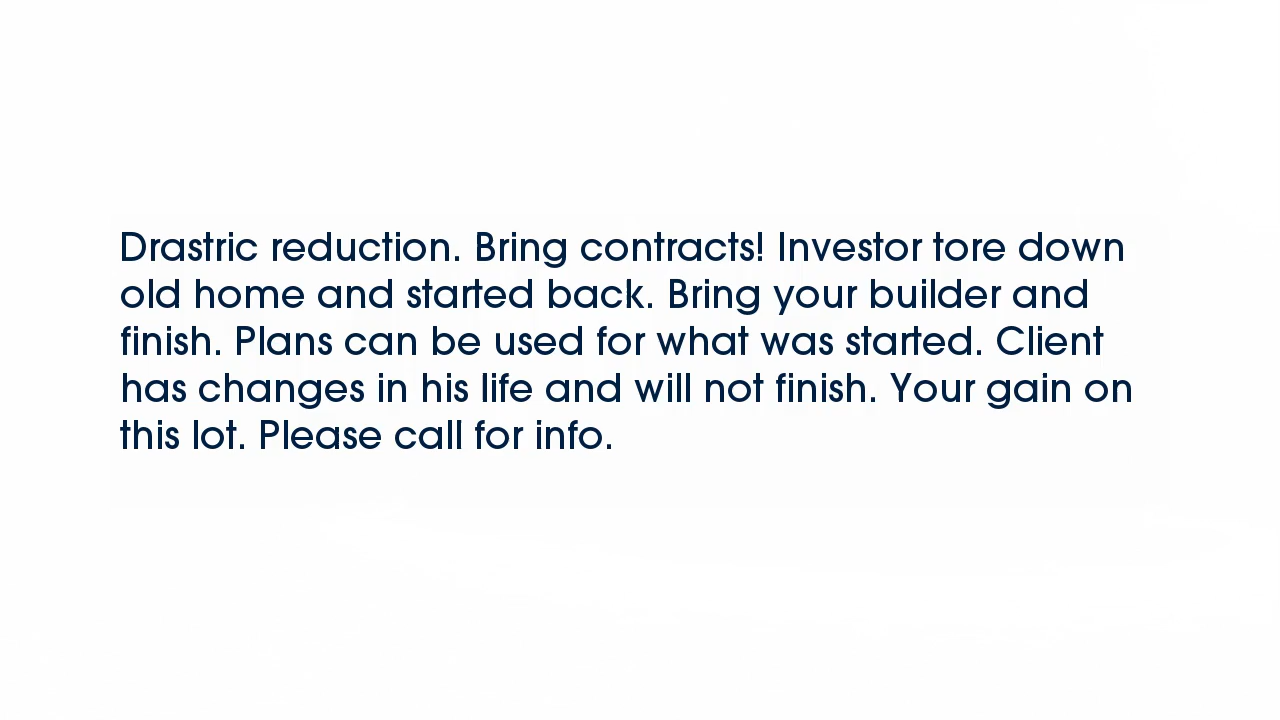 Drastric reduction. Bring contracts! Investor tore down
old home and started back. Bring your builder and
finish. Plans can be used for what was started. Client
has changes in his life and will not finish. Your gain on
this lot. Please call for info.